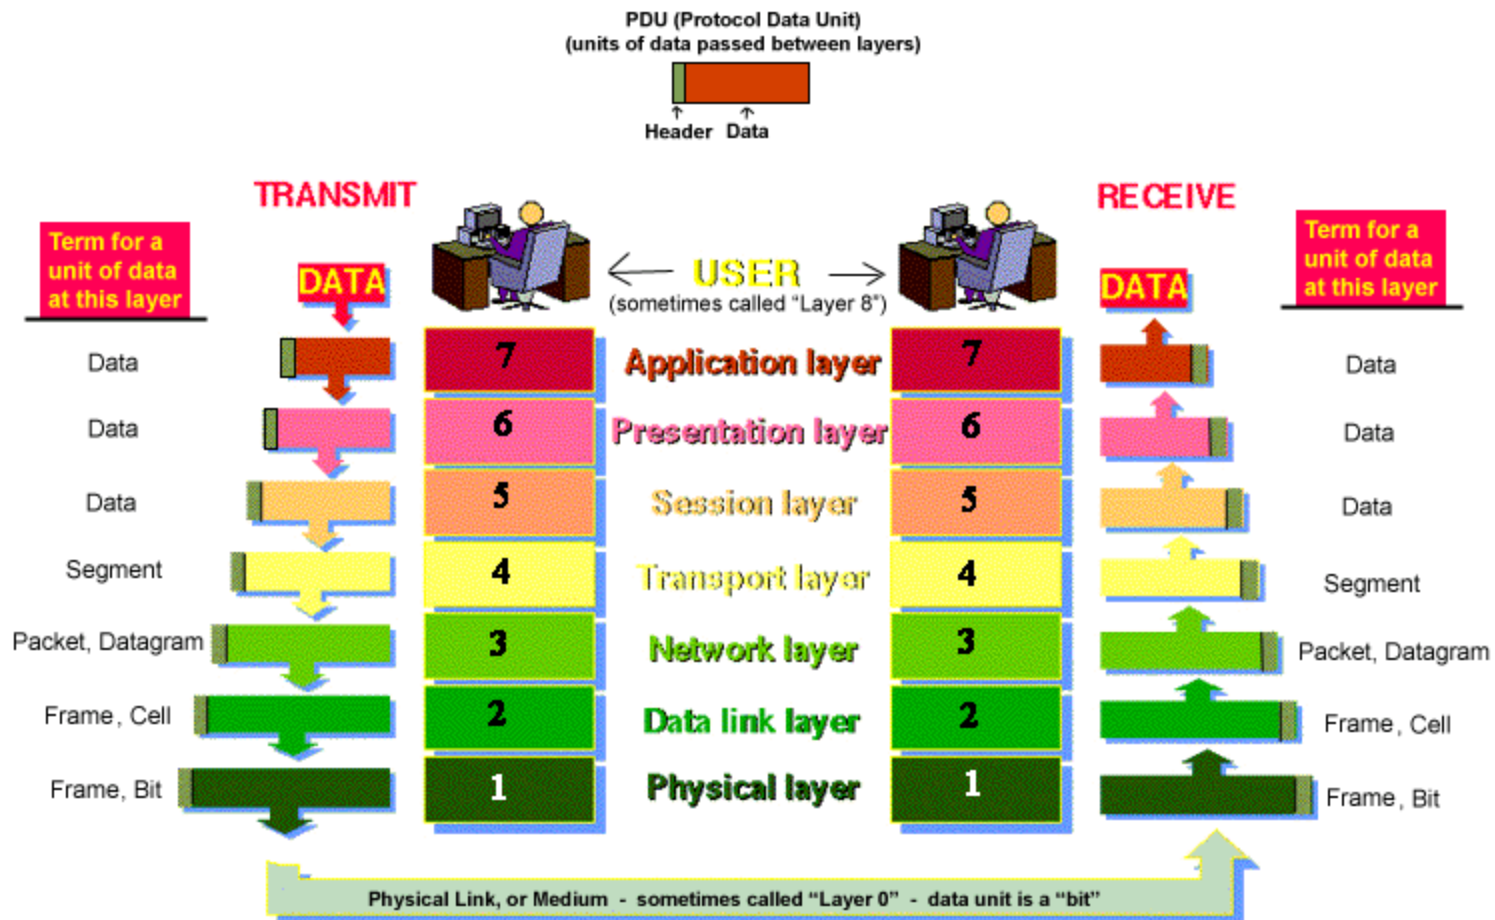 PDU (Protocol Data Unit)
(units of data passed between layers)
Header Data
TRANSMIT
RECEIVE
Term for a
unit of data
at this layer
DATA
USER
(sometimes called “Layer 8”)
DATA
Term for a
unit of data
at this layer
Data 7 Application layer 7 Data
Data 6 Presentation layer 6 Data
Data 5 Session layer 5 Data
Segment 4 Transport layer 4 Segment
Packet, Datagram 3 Network layer 3 Packet, Datagram
Frame, Cell 2 Data link layer 2 Frame, Cell
Frame, Bit 1 Physical layer 1 Frame, Bit
Physical Link, or Medium - sometimes called “Layer 0” - data unit is a “bit”